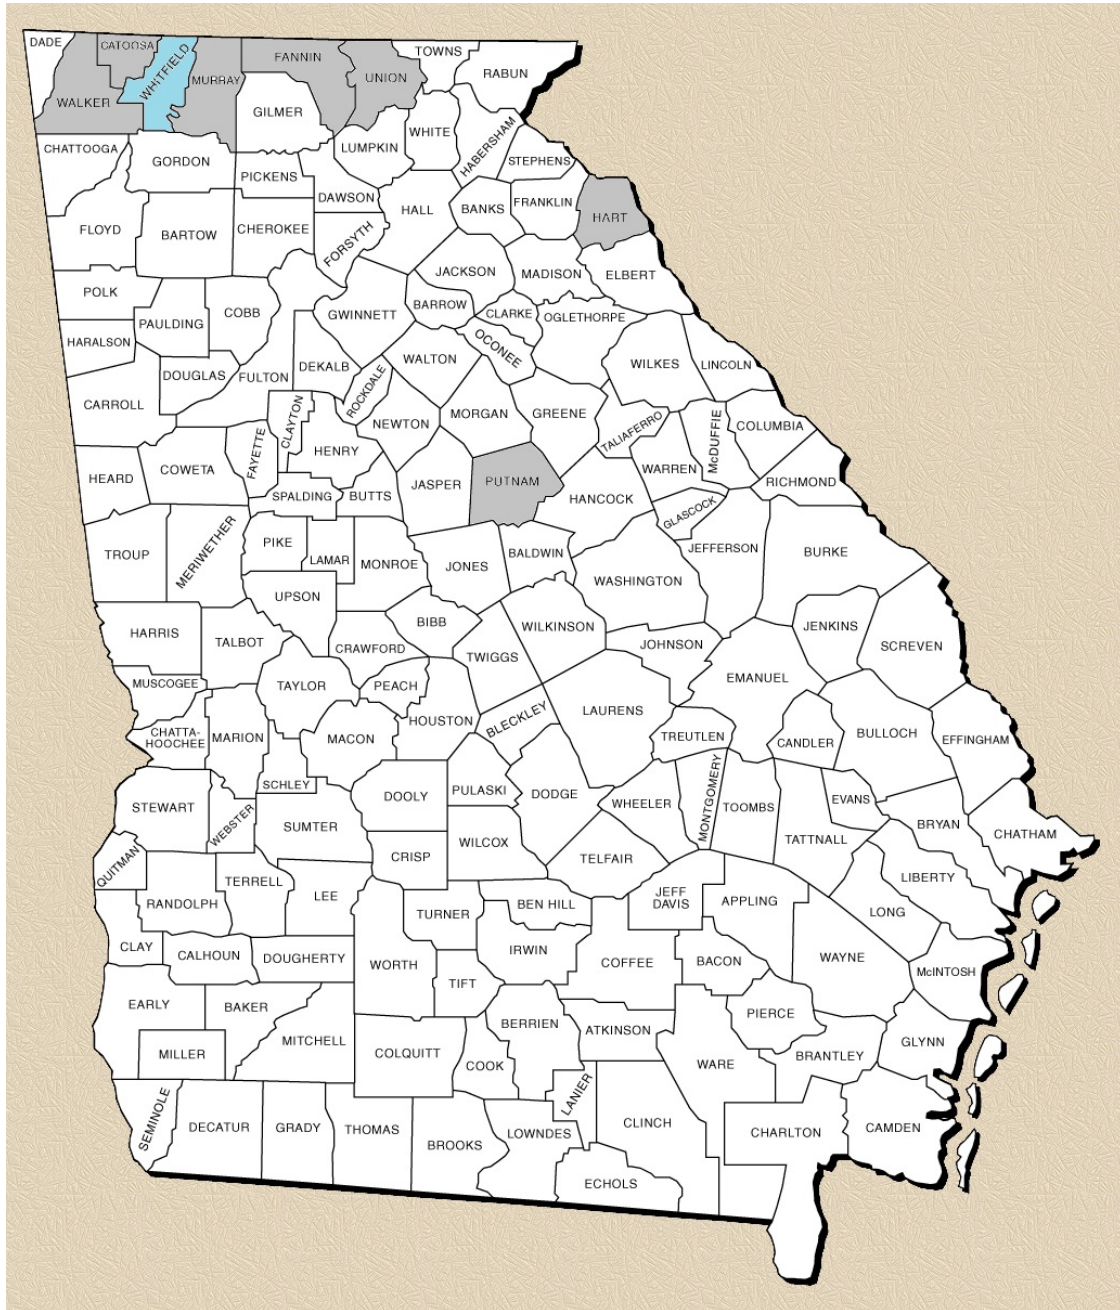 DADE
CATOOSA
WHITFIELD
FANNIN
TOWNS
UNION
RABUN
MURRAY
WALKER
GILMER
WHITE
HABERSHAM
LUMPKIN
CHATTOOGA
GORDON
STEPHENS
PICKENS
DAWSON
HALL
BANKS
FRANKLIN
HART
FLOYD
BARTOW
CHEROKEE
FORSYTH
JACKSON
MADISON
ELBERT
POLK
PAULDING
COBB
GWINNETT
BARROW
CLARKE
OGLETHORPE
HARALSON
OCONEE
WALTON
DOUGLAS
FULTON
DEKALB
ROCKDALE
WILKES
LINCOLN
CARROLL
CLAYTON
NEWTON
MORGAN
GREENE
TALIAFERRO
McDUFFIE
COLUMBIA
FAYETTE
HENRY
HEARD
COWETA
SPALDING
BUTTS
JASPER
PUTNAM
HANCOCK
WARREN
RICHMOND
GLASCOCK
TROUP
MERIWETHER
PIKE
LAMAR
MONROE
JONES
BALDWIN
WASHINGTON
JEFFERSON
BURKE
UPSON
HARRIS
TALBOT
CRAWFORD
BIBB
TWIGGS
WILKINSON
JOHNSON
JENKINS
SCREVEN
MUSCOGEE
TAYLOR
PEACH
EMANUEL
CHATTA-
HOOCHEE
MARION
MACON
HOUSTON
BLECKLEY
LAURENS
TREUTLEN
CANDLER
BULLOCH
EFFINGHAM
SCHLEY
STEWART
WEBSTER
SUMTER
DOOLY
PULASKI
DODGE
WHEELER
MONTGOMERY
TOOMBS
EVANS
TATTNALL
BRYAN
CHATHAM
QUITMAN
CRISP
WILCOX
TELFAIR
LIBERTY
RANDOLPH
TERRELL
LEE
TURNER
BEN HILL
JEFF
DAVIS
APPLING
LONG
CLAY
CALHOUN
DOUGHERTY
WORTH
IRWIN
COFFEE
BACON
WAYNE
McINTOSH
TIFT
EARLY
BAKER
MITCHELL
BERRIEN
ATKINSON
PIERCE
MILLER
COLQUITT
COOK
WARE
BRANTLEY
GLYNN
LANIER
SEMINOLE
DECATUR
GRADY
THOMAS
BROOKS
LOWNDES
CLINCH
CHARLTON
CAMDEN
ECHOLS